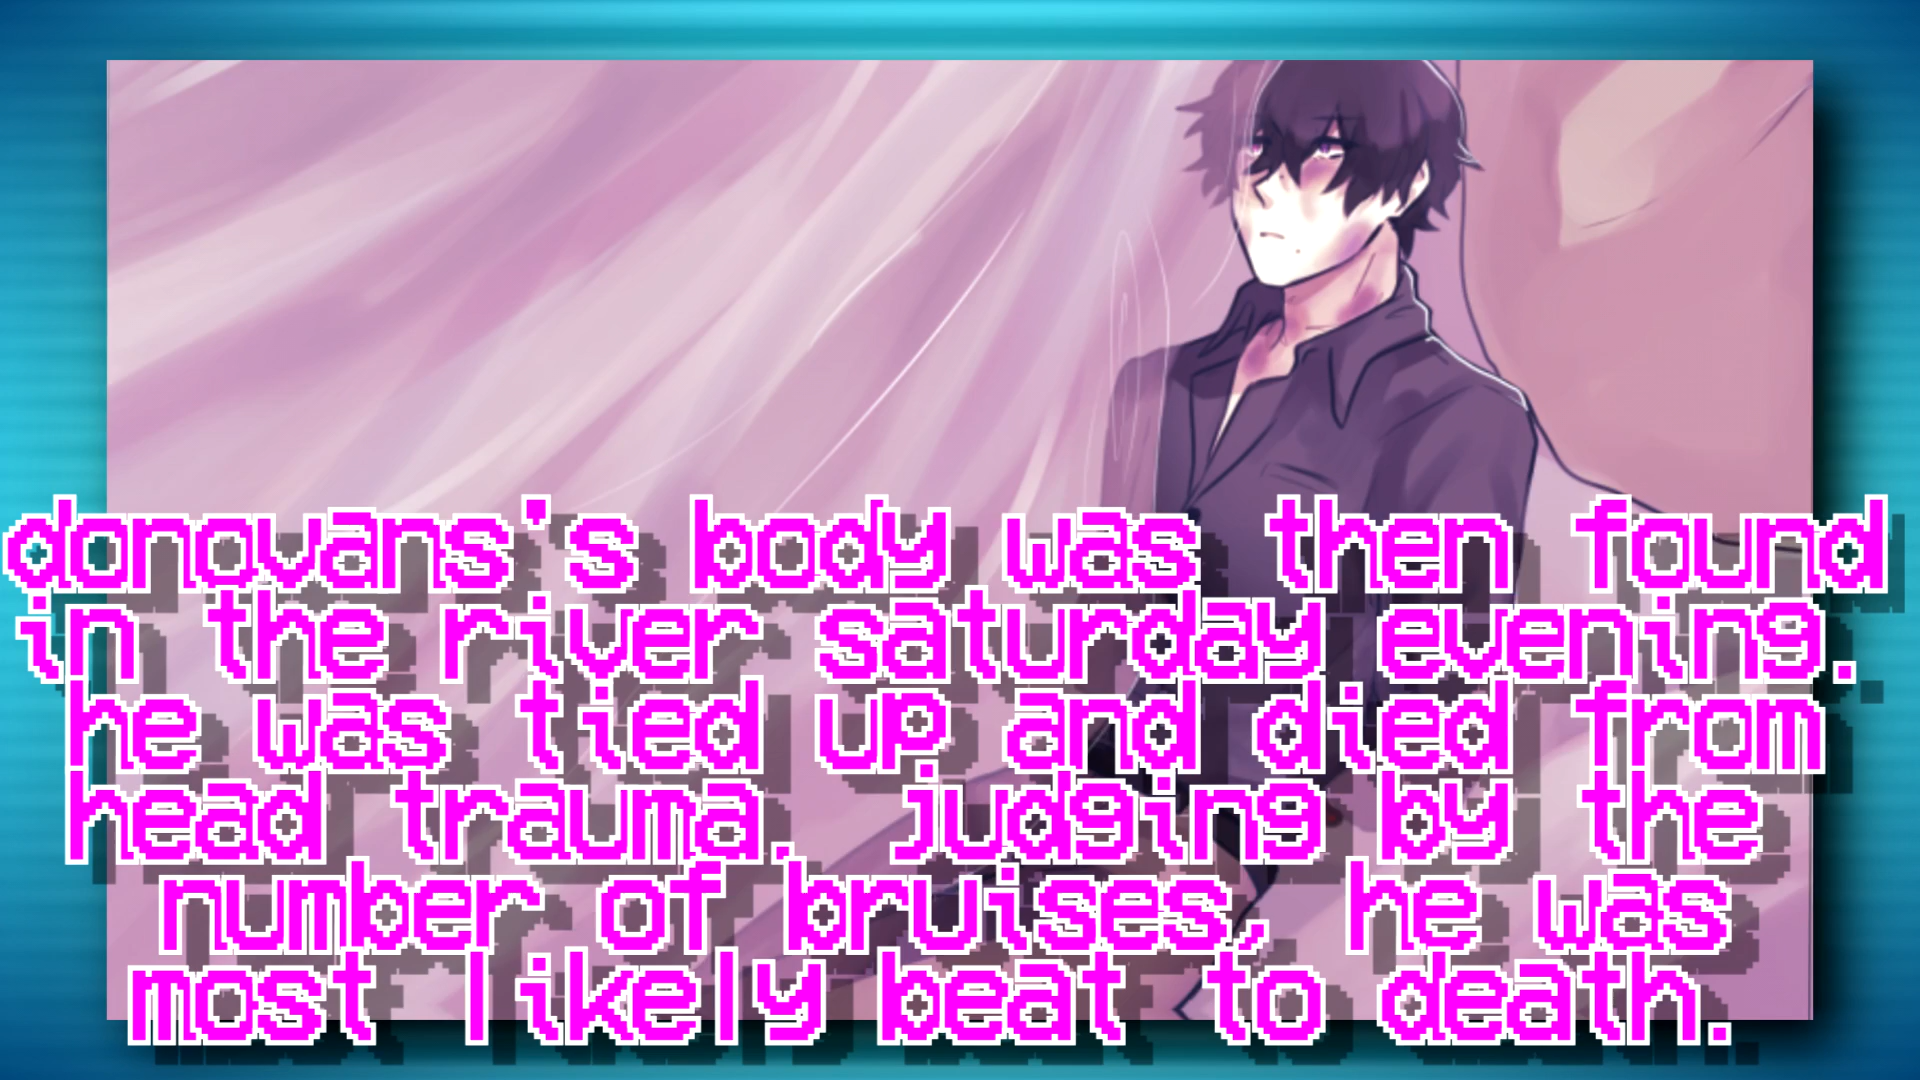 donovans's body was then found
in the river saturday evening.
he was tied up and died from
head trauma. judging by the
number of bruises, he was
most likely beat to death.